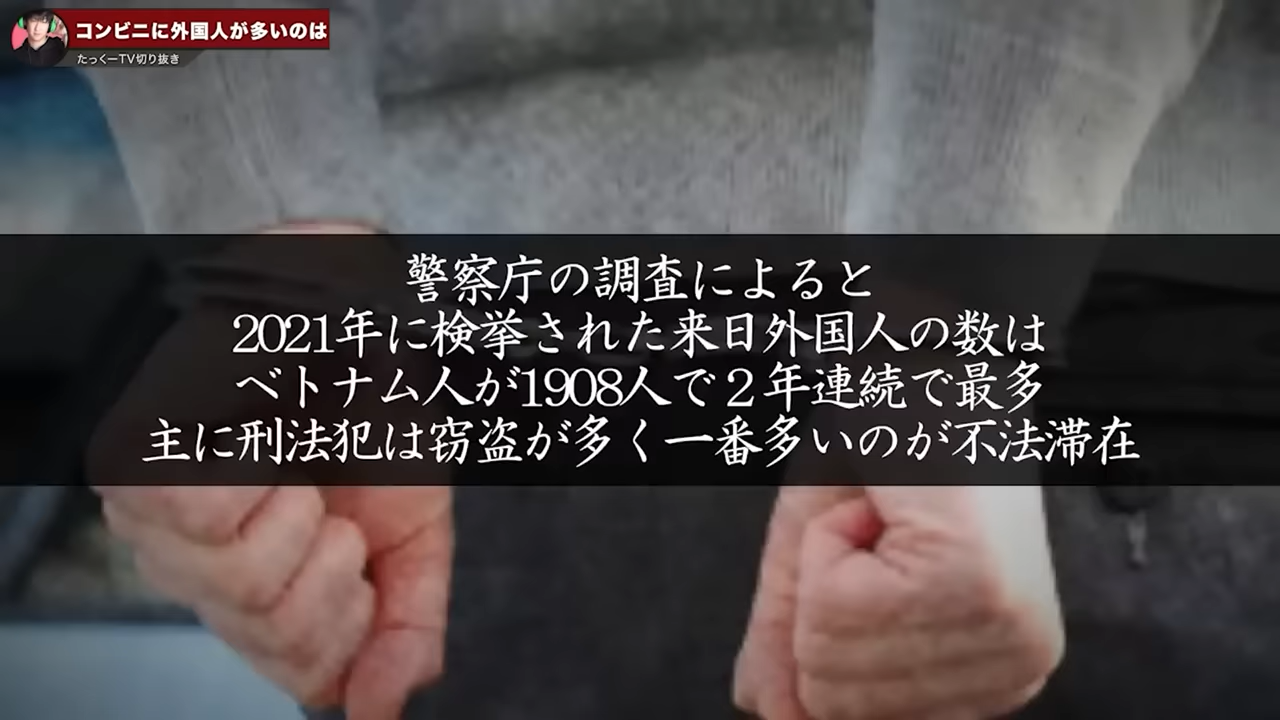 コンビニに外国人が多いのは
たっくーTV切り抜き
警察庁の調査によると
2021年に検挙された来日外国人の数は
ベトナム人が1908人で２年連続で最多
主に刑法犯は窃盗が多く一番多いのが不法滞在